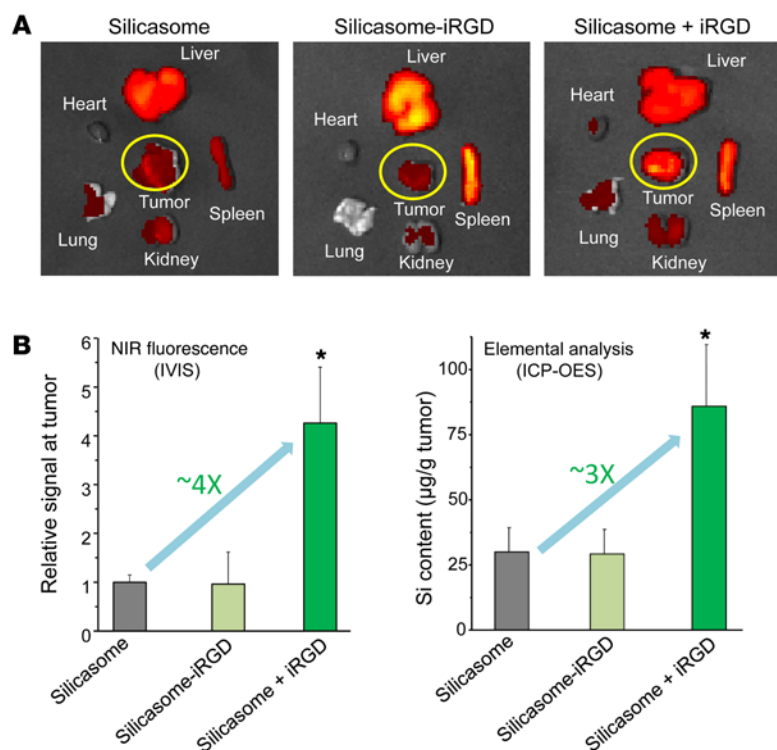 A
Silicasome
Silicasome-iRGD
Silicasome + iRGD
Liver
Heart
Tumor
Spleen
Lung
Kidney
Liver
Heart
Tumor
Spleen
Lung
Kidney
Liver
Heart
Tumor
Spleen
Lung
Kidney
B
NIR fluorescence
(IVIS)
Relative signal at tumor
6
5
4
3
2
1
0
~4X
*
Silicasome
Silicasome-iRGD
Silicasome + iRGD
Elemental analysis
(ICP-OES)
Si content (µg/g tumor)
100
75
50
25
0
~3X
*
Silicasome
Silicasome-iRGD
Silicasome + iRGD